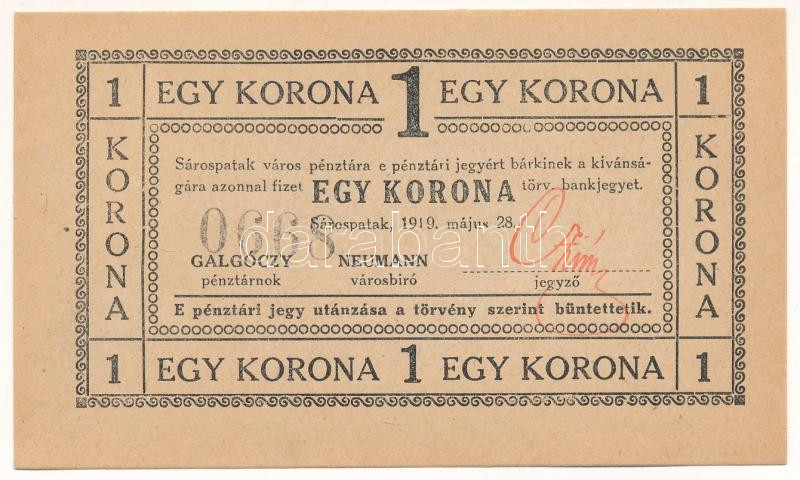 1 EGY KORONA 1 EGY KORONA 1
KORONA
Sárospatak város pénztára e pénztári jegyért bárkinek a kivánsá-
gára azonnal fizet EGY KORONA törv. bankjegyet.
0668 Sárospatak, 1919. május 28.
GALGÓCZY NEUMANN
pénztárnok városbiró jegyző
E pénztári jegy utánzása a törvény szerint büntettetik.
KORONA
1 EGY KORONA 1 EGY KORONA 1
darabanth